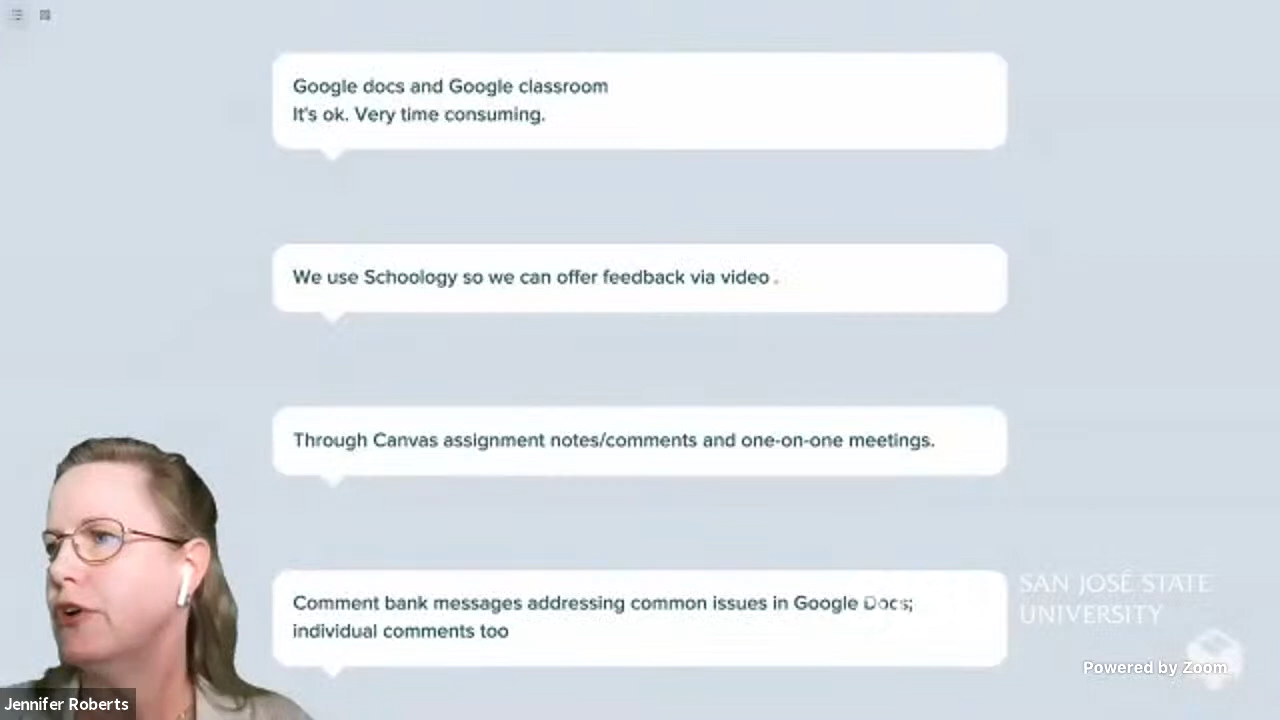 Google docs and Google classroom
It's ok. Very time consuming.
We use Schoology so we can offer feedback via video .
Through Canvas assignment notes/comments and one-on-one meetings.
Comment bank messages addressing common issues in Google Docs;
individual comments too
SAN JOSÉ STATE
UNIVERSITY
Powered by Zoom
Jennifer Roberts